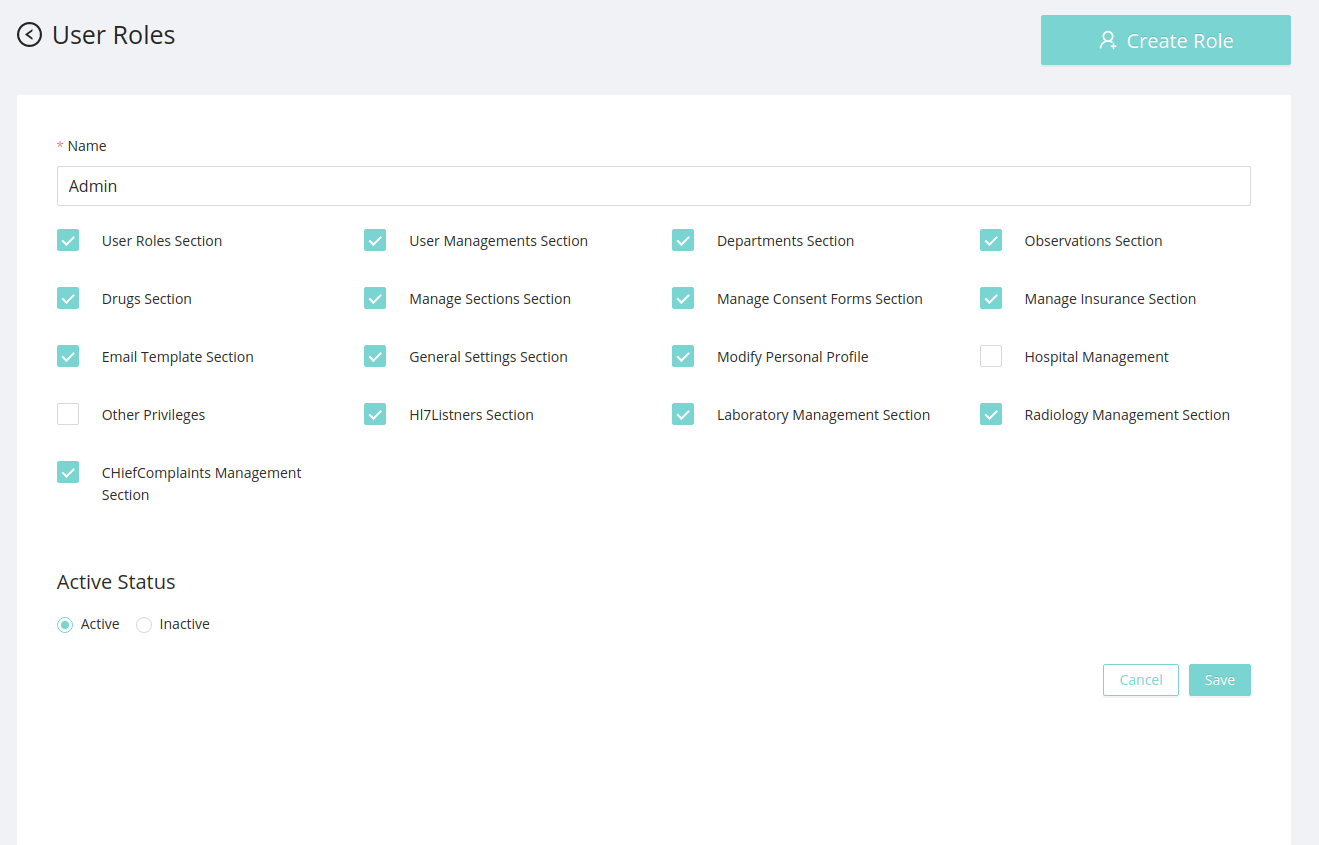 User Roles
Create Role
* Name
Admin
User Roles Section
User Managements Section
Departments Section
Observations Section
Drugs Section
Manage Sections Section
Manage Consent Forms Section
Manage Insurance Section
Email Template Section
General Settings Section
Modify Personal Profile
Hospital Management
Other Privileges
Hl7Listners Section
Laboratory Management Section
Radiology Management Section
CHiefComplaints Management
Section
Active Status
Active
Inactive
Cancel
Save